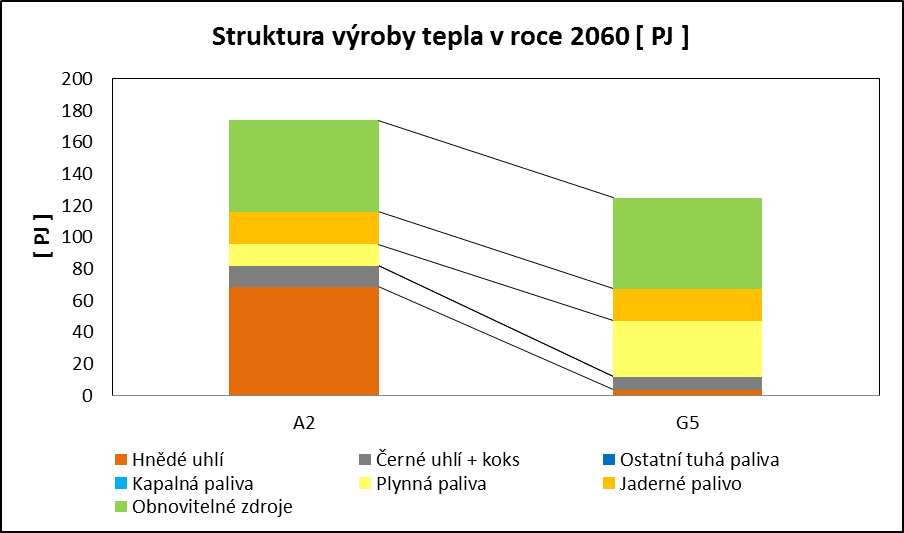 Struktura výroby tepla v roce 2060 [ PJ ]
200
180
160
140
120
100
80
60
40
20
0
[ PJ ]
A2 G5
Hnědé uhlí Černé uhlí + koks Ostatní tuhá paliva
Kapalná paliva Plynná paliva Jaderné palivo
Obnovitelné zdroje